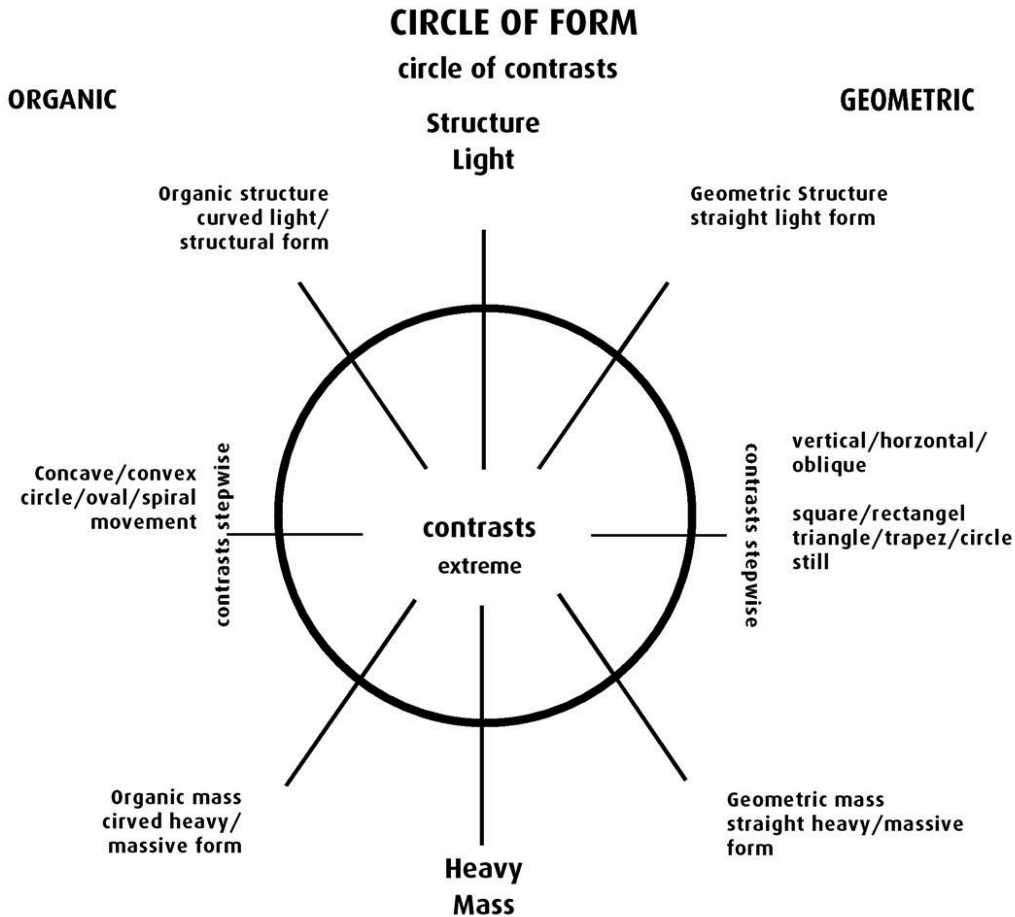 CIRCLE OF FORM
circle of contrasts
ORGANIC
GEOMETRIC
Structure
Light
Organic structure
curved light/
structural form
Geometric Structure
straight light form
Concave/convex
circle/oval/spiral
movement
contrasts stepwise
contrasts
extreme
contrasts stepwise
vertical/horzontal/
oblique
square/rectangel
triangle/trapez/circle
still
Organic mass
cirved heavy/
massive form
Geometric mass
straight heavy/massive
form
Heavy
Mass